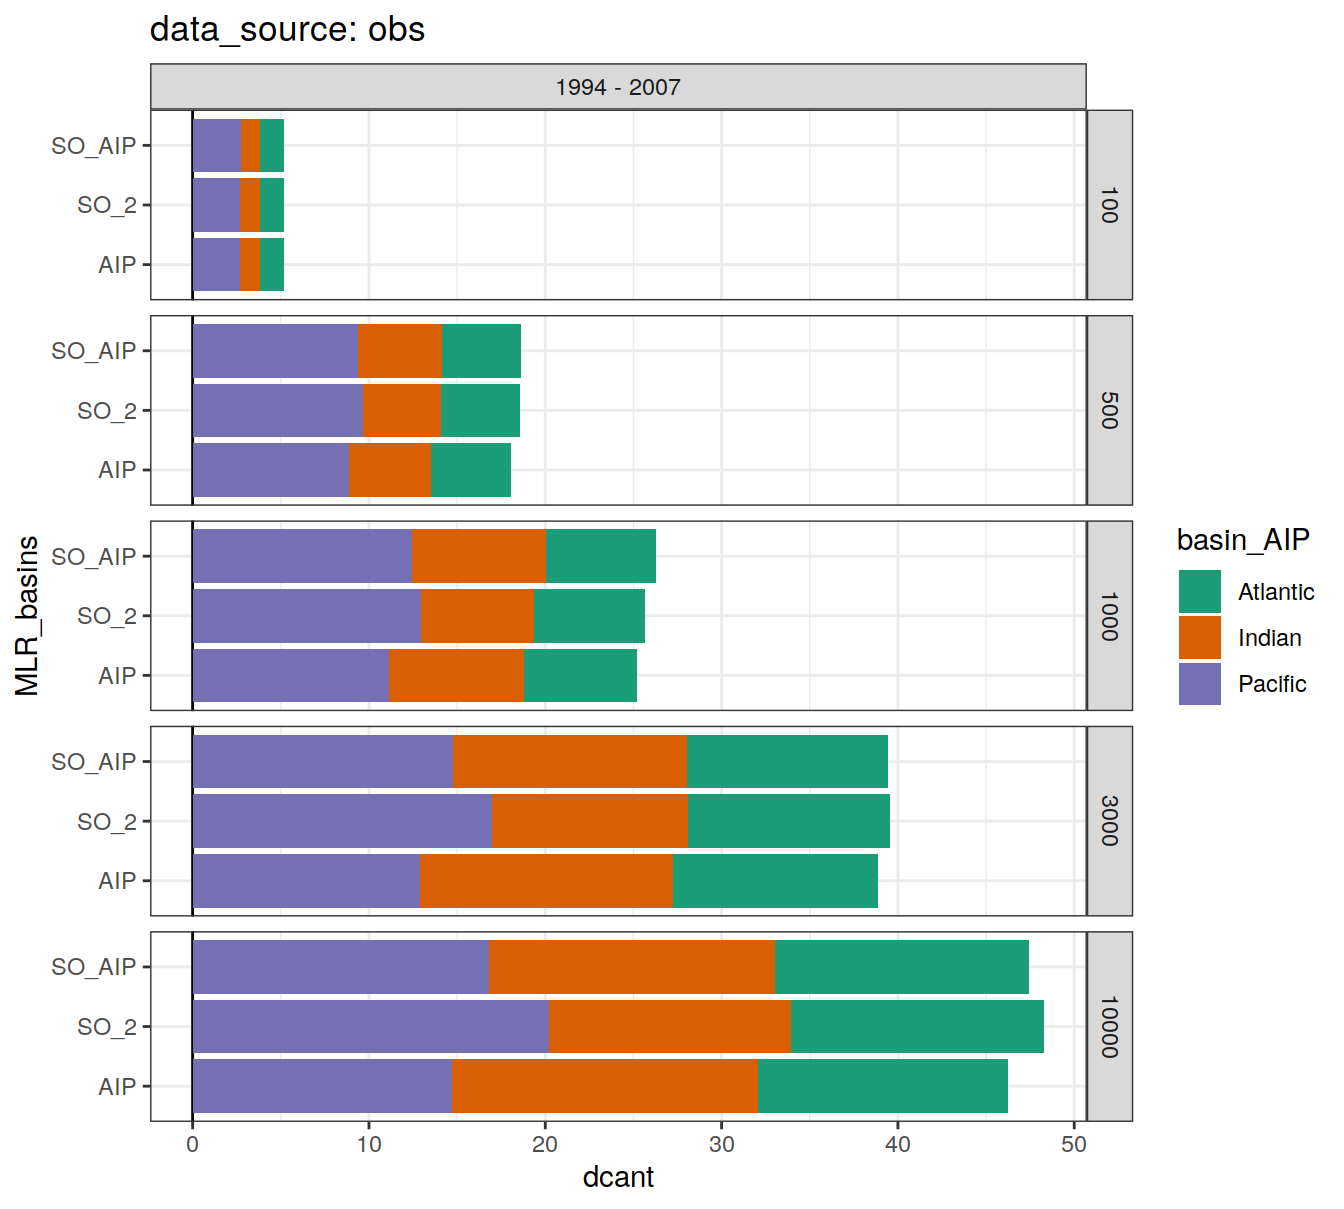 data_source: obs
1994 - 2007
SO_AIP
SO_2
AIP
100
SO_AIP
SO_2
AIP
500
SO_AIP
SO_2
AIP
1000
SO_AIP
SO_2
AIP
3000
SO_AIP
SO_2
AIP
10000
MLR_basins
0 10 20 30 40 50
dcant
basin_AIP
Atlantic
Indian
Pacific